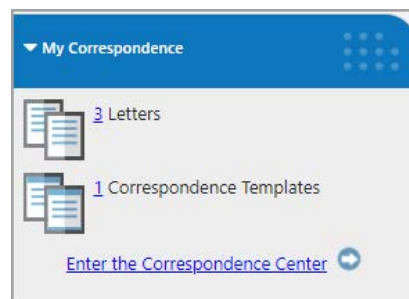 My Correspondence
3 Letters
1 Correspondence Templates
Enter the Correspondence Center